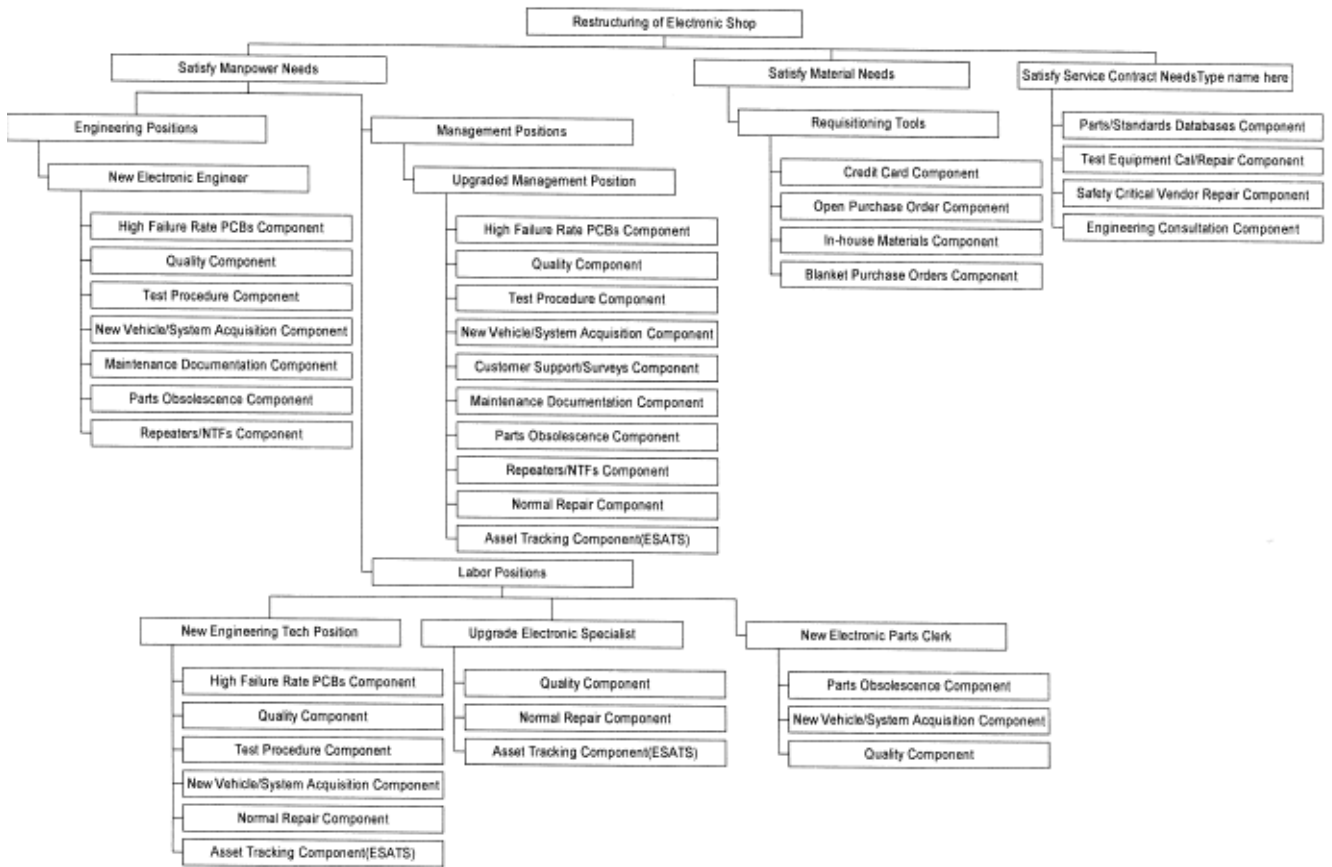 Restructuring of Electronic Shop
Satisfy Manpower Needs
Satisfy Material Needs
Satisfy Service Contract NeedsType name here
Engineering Positions
Management Positions
Requisitioning Tools
Parts/Standards Databases Component
Test Equipment Cal/Repair Component
Safety Critical Vendor Repair Component
Engineering Consultation Component
New Electronic Engineer
High Failure Rate PCBs Component
Quality Component
Test Procedure Component
New Vehicle/System Acquisition Component
Maintenance Documentation Component
Parts Obsolescence Component
Repeaters/NTFs Component
Upgraded Management Position
High Failure Rate PCBs Component
Quality Component
Test Procedure Component
New Vehicle/System Acquisition Component
Customer Support/Surveys Component
Maintenance Documentation Component
Parts Obsolescence Component
Repeaters/NTFs Component
Normal Repair Component
Asset Tracking Component(ESATS)
Credit Card Component
Open Purchase Order Component
In-house Materials Component
Blanket Purchase Orders Component
Labor Positions
New Engineering Tech Position
High Failure Rate PCBs Component
Quality Component
Test Procedure Component
New Vehicle/System Acquisition Component
Normal Repair Component
Asset Tracking Component(ESATS)
Upgrade Electronic Specialist
Quality Component
Normal Repair Component
Asset Tracking Component(ESATS)
New Electronic Parts Clerk
Parts Obsolescence Component
New Vehicle/System Acquisition Component
Quality Component